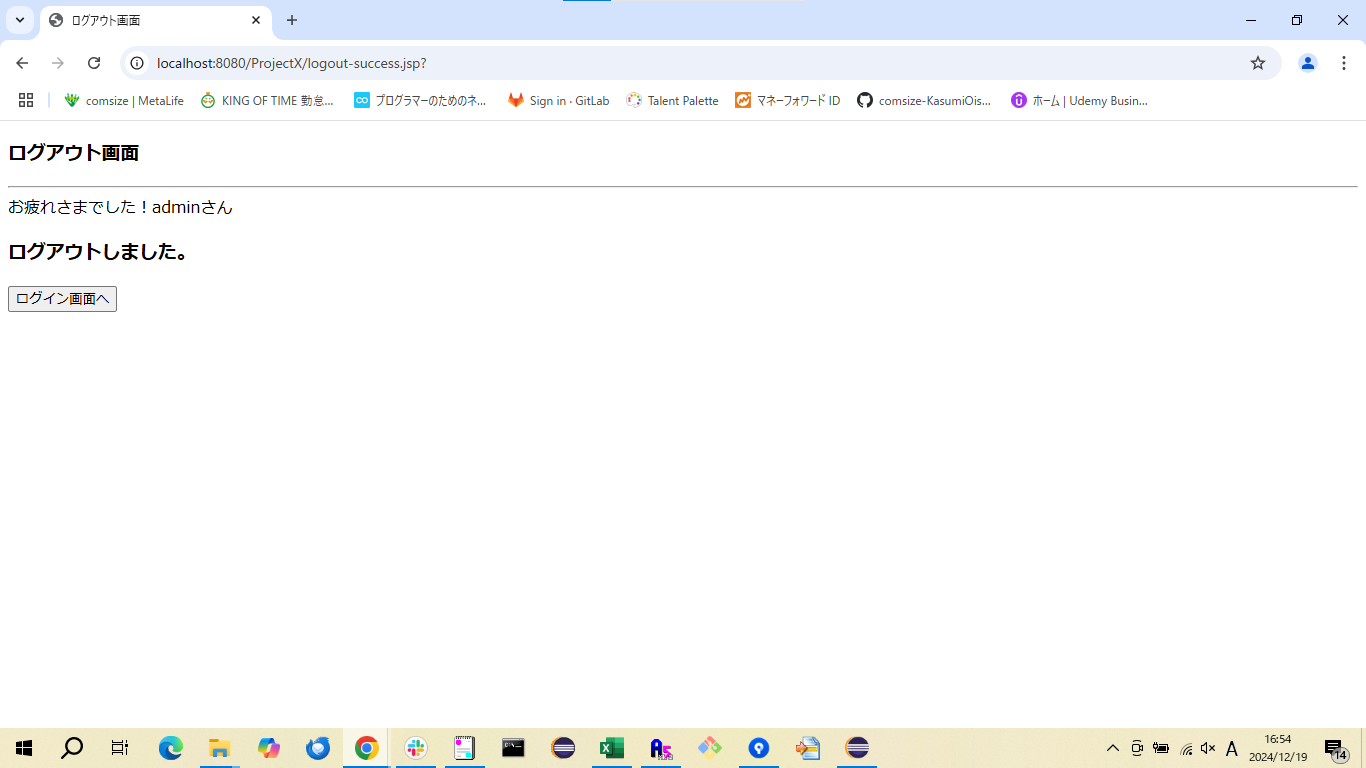 ログアウト画面
localhost:8080/ProjectX/logout-success.jsp?
comsize | MetaLife
KING OF TIME 勤怠...
プログラマーのためのネ...
Sign in · GitLab
Talent Palette
マネーフォワード ID
comsize-KasumiOis...
ホーム | Udemy Busin...
ログアウト画面
お疲れさまでした！adminさん
ログアウトしました。
ログイン画面へ
A
16:54
2024/12/19
14